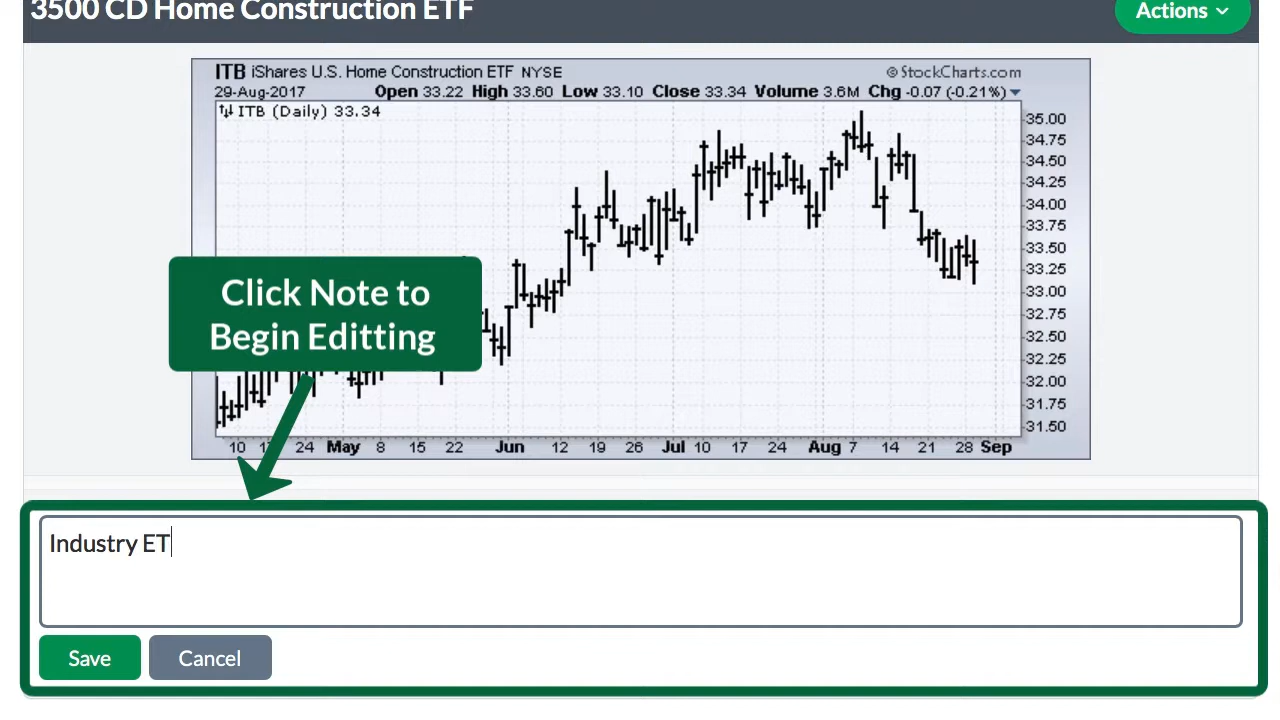 3500 CD Home Construction ETF
Actions
ITB iShares U.S. Home Construction ETF NYSE
© StockCharts.com
29-Aug-2017
Open 33.22 High 33.60 Low 33.10 Close 33.34 Volume 3.6M Chg -0.07 (-0.21%)
ITB (Daily) 33.34
35.00
34.75
34.50
34.25
34.00
33.75
33.50
33.25
33.00
32.75
32.50
32.25
32.00
31.75
31.50
Click Note to
Begin Editting
10 24 May 8 15 22 Jun 12 19 26 Jul 10 17 24 Aug 7 14 21 28 Sep
Industry ET
Save
Cancel